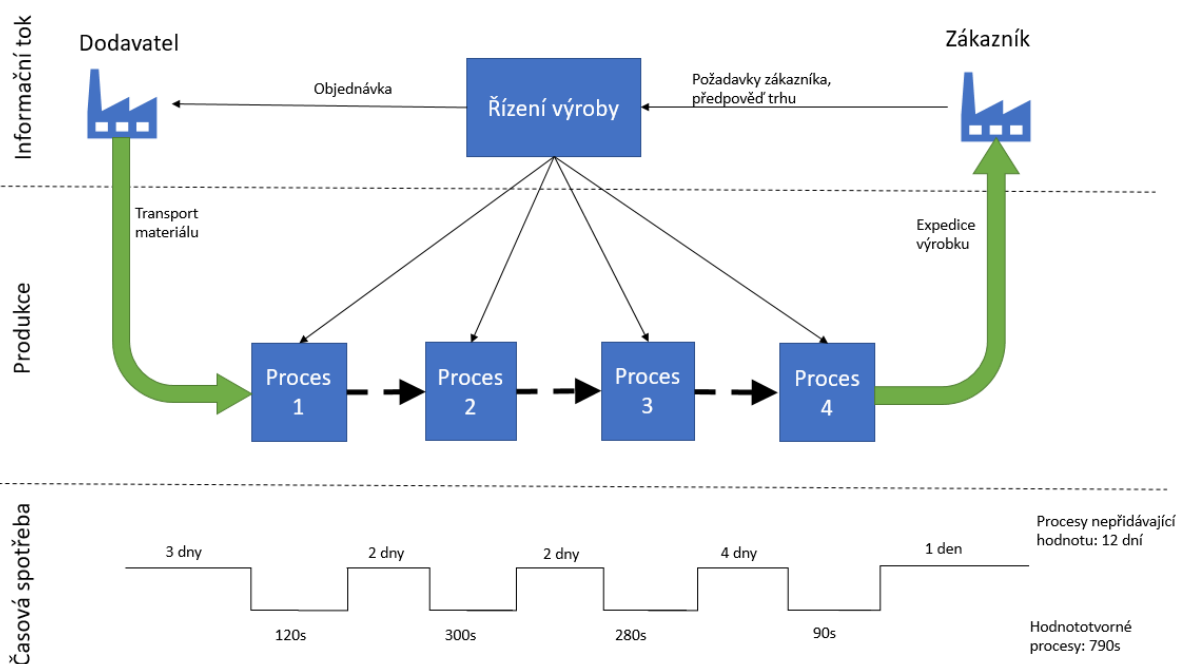 Informační tok
Dodavatel
Zákazník
Objednávka
Řízení výroby
Požadavky zákazníka,
předpověď trhu
Produkce
Transport
materiálu
Expedice
výrobku
Proces
1
Proces
2
Proces
3
Proces
4
Časová spotřeba
3 dny
2 dny
2 dny
4 dny
1 den
Procesy nepřidávající
hodnotu: 12 dní
120s
300s
280s
90s
Hodnototvorné
procesy: 790s